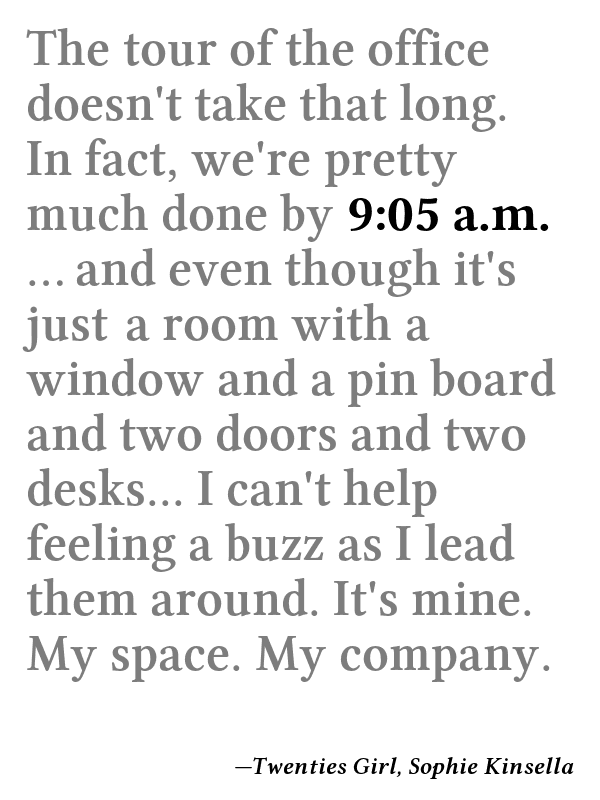 The tour of the office
doesn't take that long.
In fact, we're pretty
much done by 9:05 a.m.
... and even though it's
just a room with a
window and a pin board
and two doors and two
desks... I can't help
feeling a buzz as I lead
them around. It's mine.
My space. My company.
—Twenties Girl, Sophie Kinsella